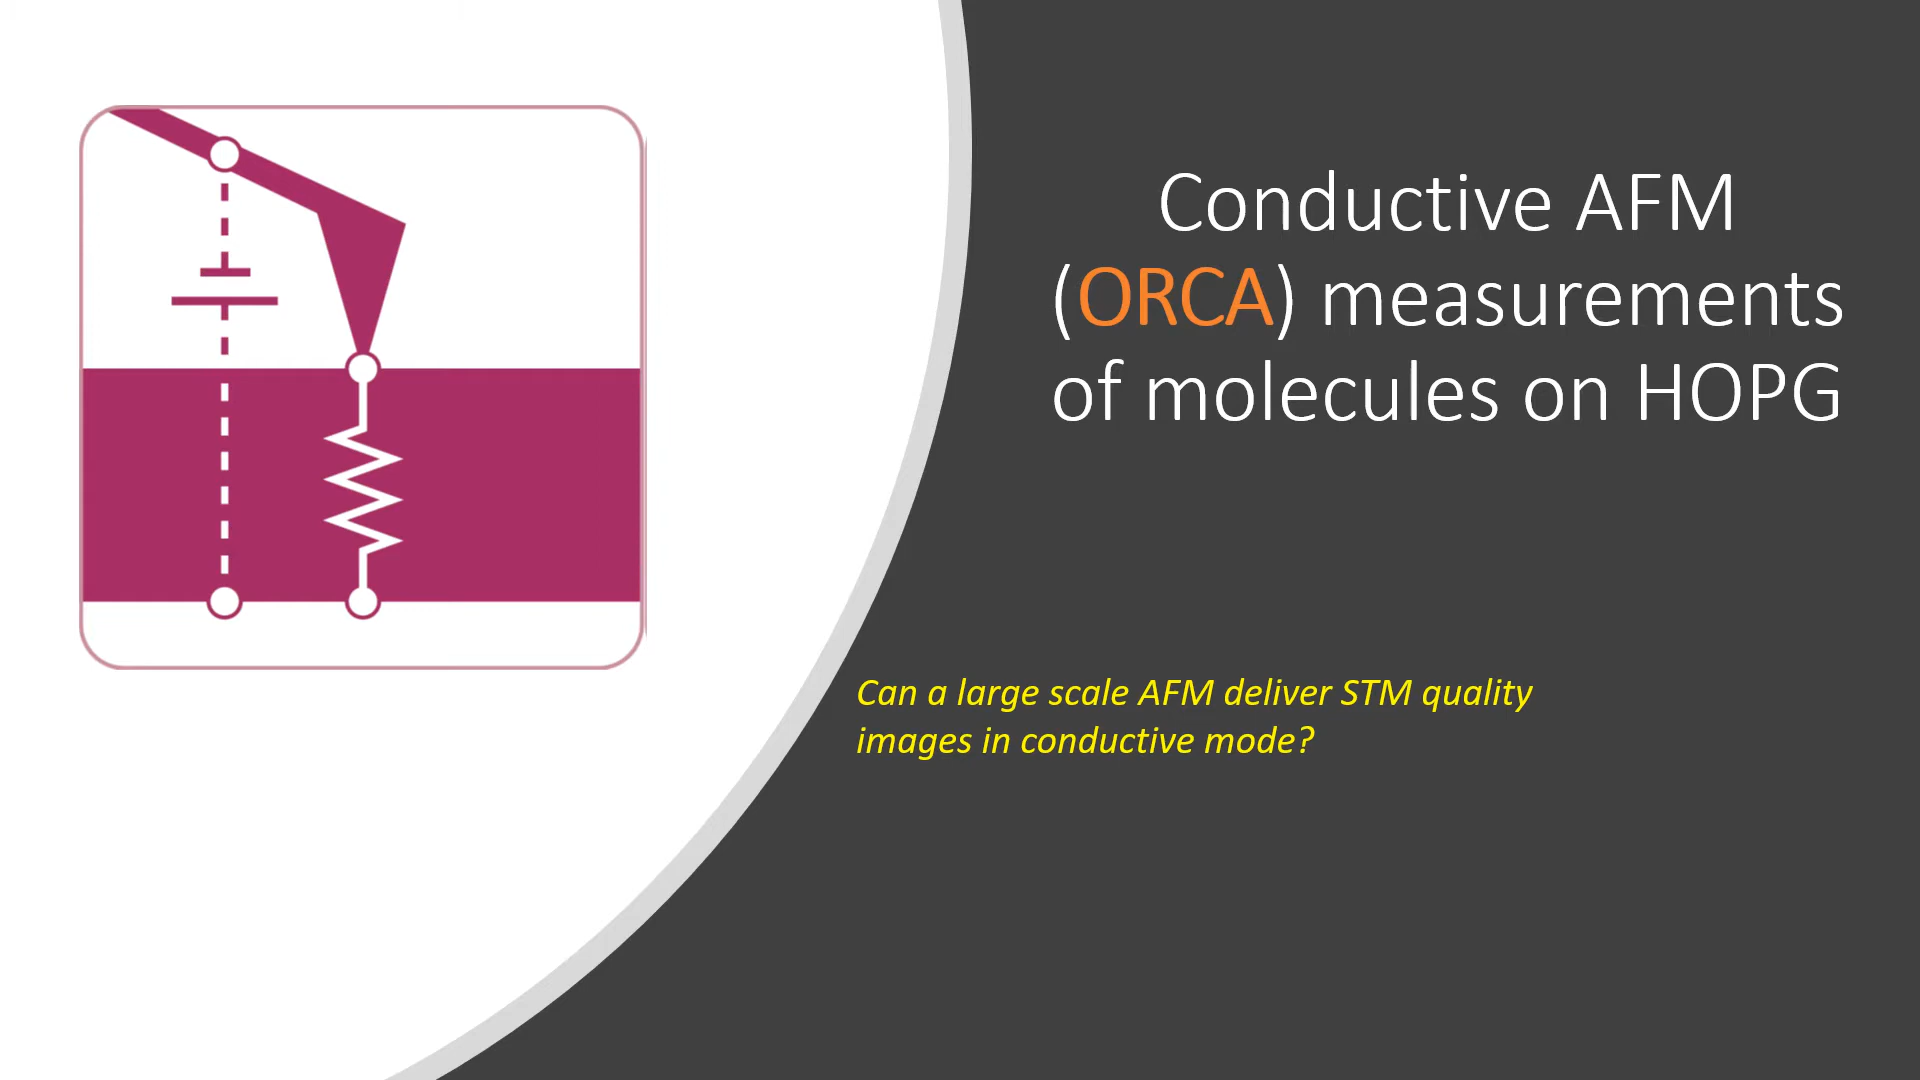 Conductive AFM
(ORCA) measurements
of molecules on HOPG
Can a large scale AFM deliver STM quality
images in conductive mode?